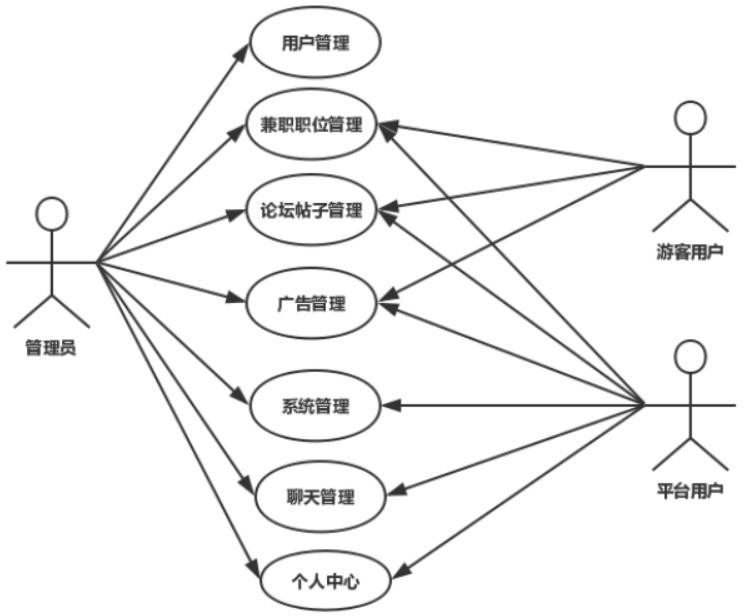 用户管理
兼职职位管理
论坛帖子管理
游客用户
广告管理
管理员
系统管理
平台用户
聊天管理
个人中心